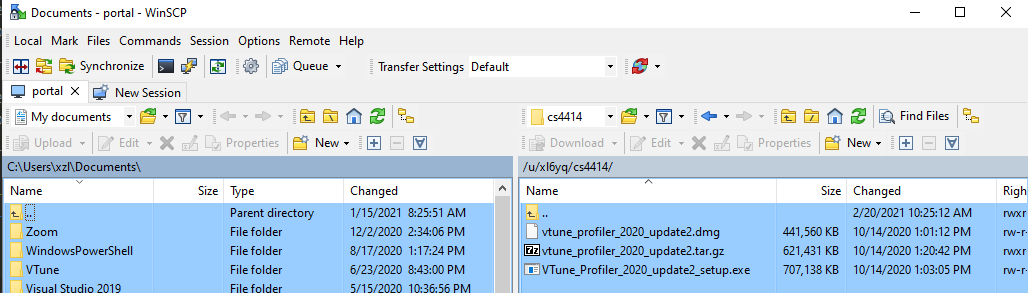 Documents - portal - WinSCP
Local Mark Files Commands Session Options Remote Help
Synchronize Queue Transfer Settings Default
portal New Session
My documents cs4414 Find Files
Upload Edit Properties New Download Edit Properties New
C:\Users\xzl\Documents\ /u/xl6yq/cs4414/
Name Size Type Changed Name Size Changed Righ
.. Parent directory 1/15/2021 8:25:51 AM .. 2/20/2021 10:25:12 AM rwxr
Zoom File folder 12/2/2020 2:34:06 PM vtune_profiler_2020_update2.dmg 441,560 KB 10/14/2020 1:01:12 PM rw-r-
WindowsPowerShell File folder 8/17/2020 1:17:24 PM vtune_profiler_2020_update2.tar.gz 621,431 KB 10/14/2020 1:20:42 PM rw-r-
VTune File folder 6/23/2020 8:43:00 PM VTune_Profiler_2020_update2_setup.exe 707,138 KB 10/14/2020 1:03:05 PM rw-r-
Visual Studio 2019 File folder 5/15/2020 10:36:56 PM